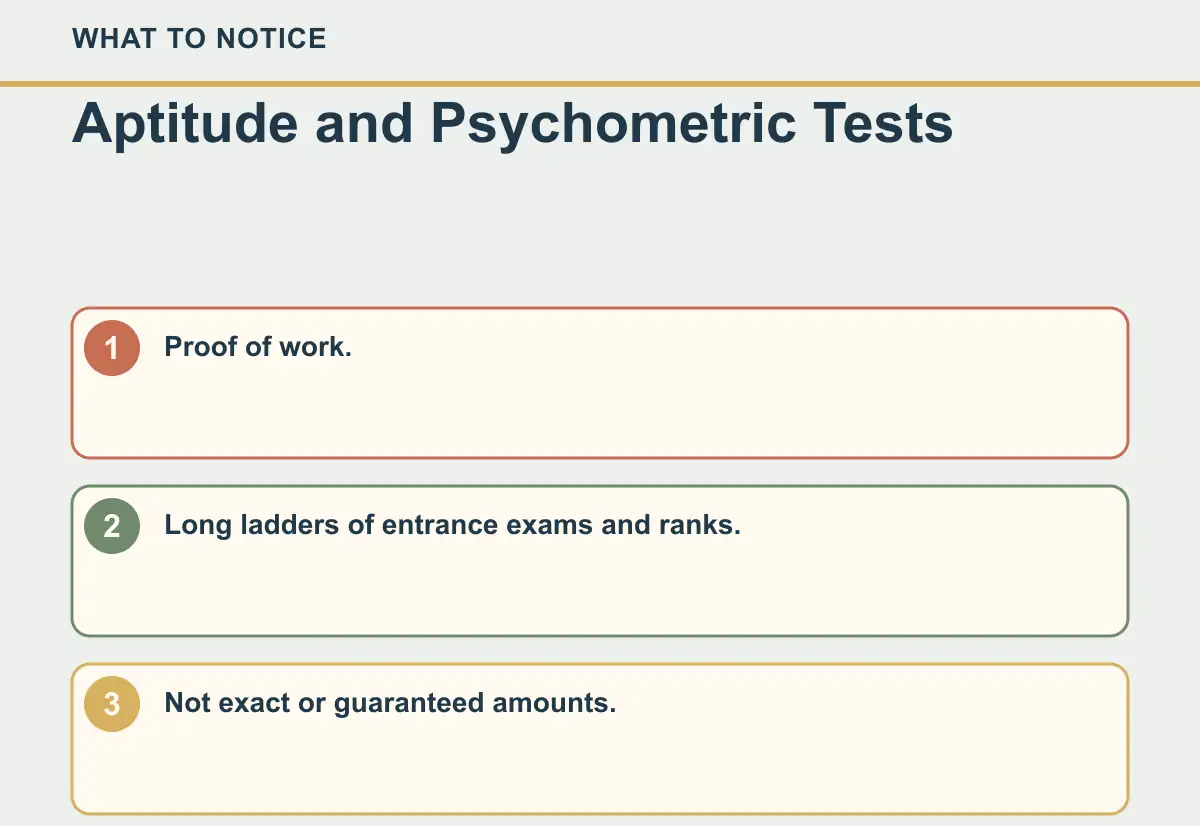 WHAT TO NOTICE
Aptitude and Psychometric Tests
1
Proof of work.
2
Long ladders of entrance exams and ranks.
3
Not exact or guaranteed amounts.